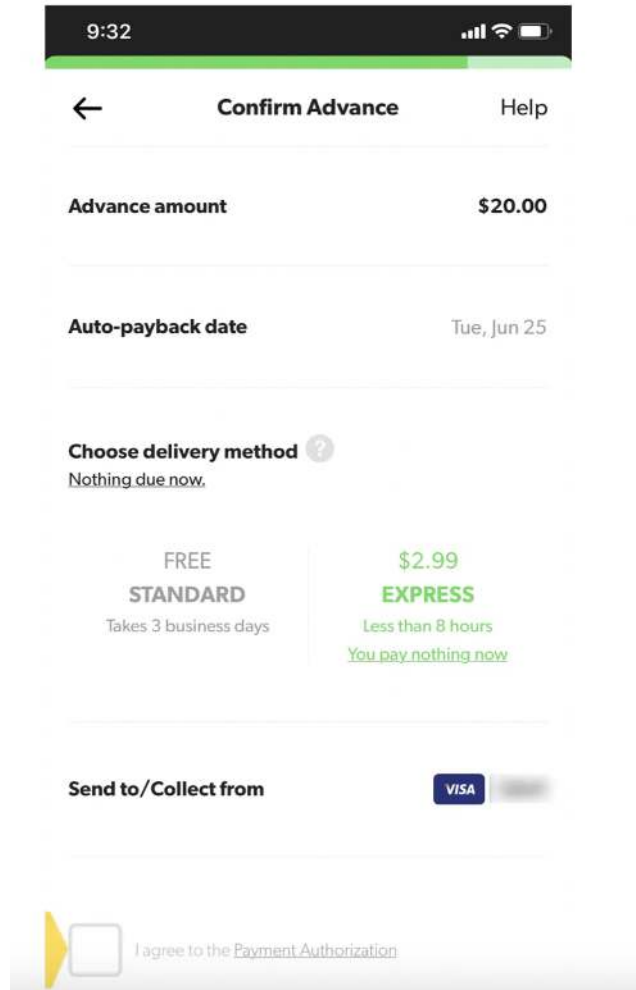 9:32
← Confirm Advance Help
Advance amount $20.00
Auto-payback date Tue, Jun 25
Choose delivery method ?
Nothing due now.
FREE $2.99
STANDARD EXPRESS
Takes 3 business days Less than 8 hours
You pay nothing now
Send to/Collect from VISA
I agree to the Payment Authorization